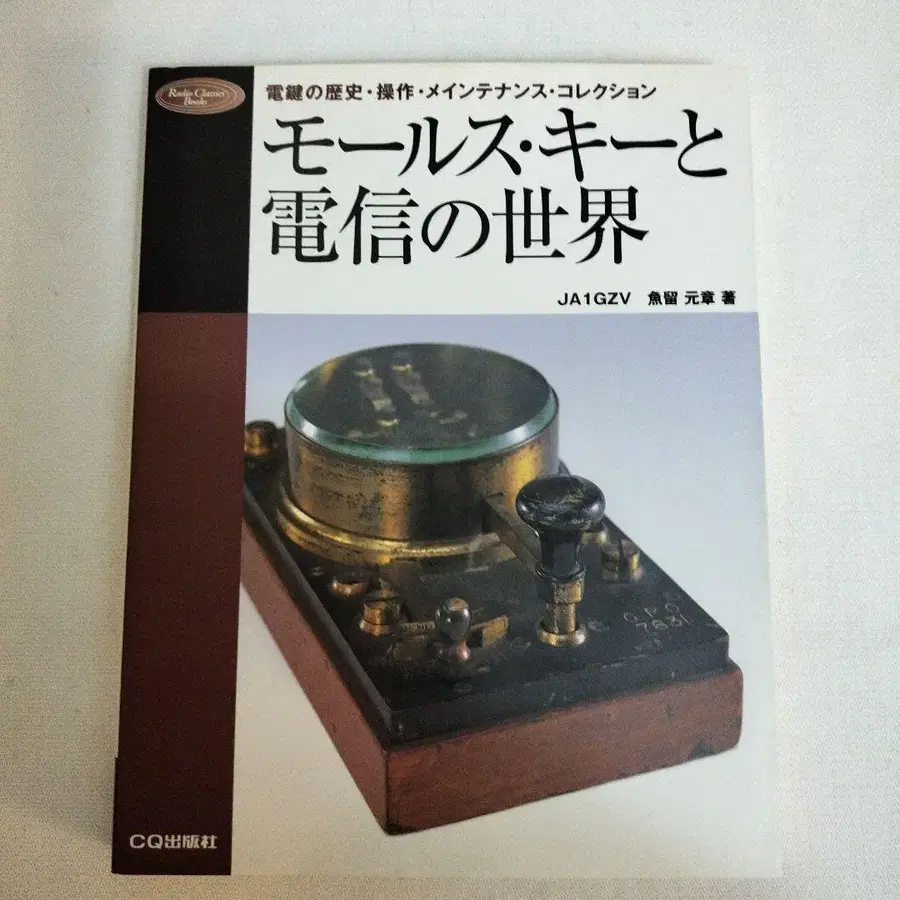 Radio Classics
Books
電鍵の歴史・操作・メインテナンス・コレクション
モールス・キーと
電信の世界
JA1GZV 魚留 元章 著
G P O
7631
CQ出版社